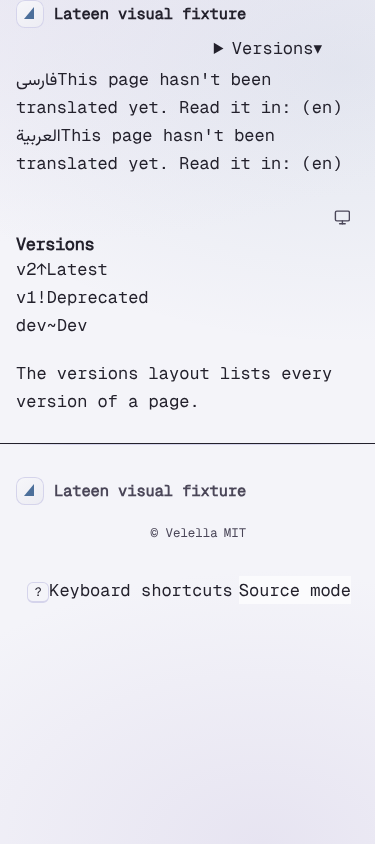 Lateen visual fixture
▶ Versions▾
فارسیThis page hasn't been
translated yet. Read it in: (en)
العربيةThis page hasn't been
translated yet. Read it in: (en)
Versions
v2↑Latest
v1!Deprecated
dev~Dev
The versions layout lists every
version of a page.
Lateen visual fixture
© Velella MIT
?Keyboard shortcuts Source mode